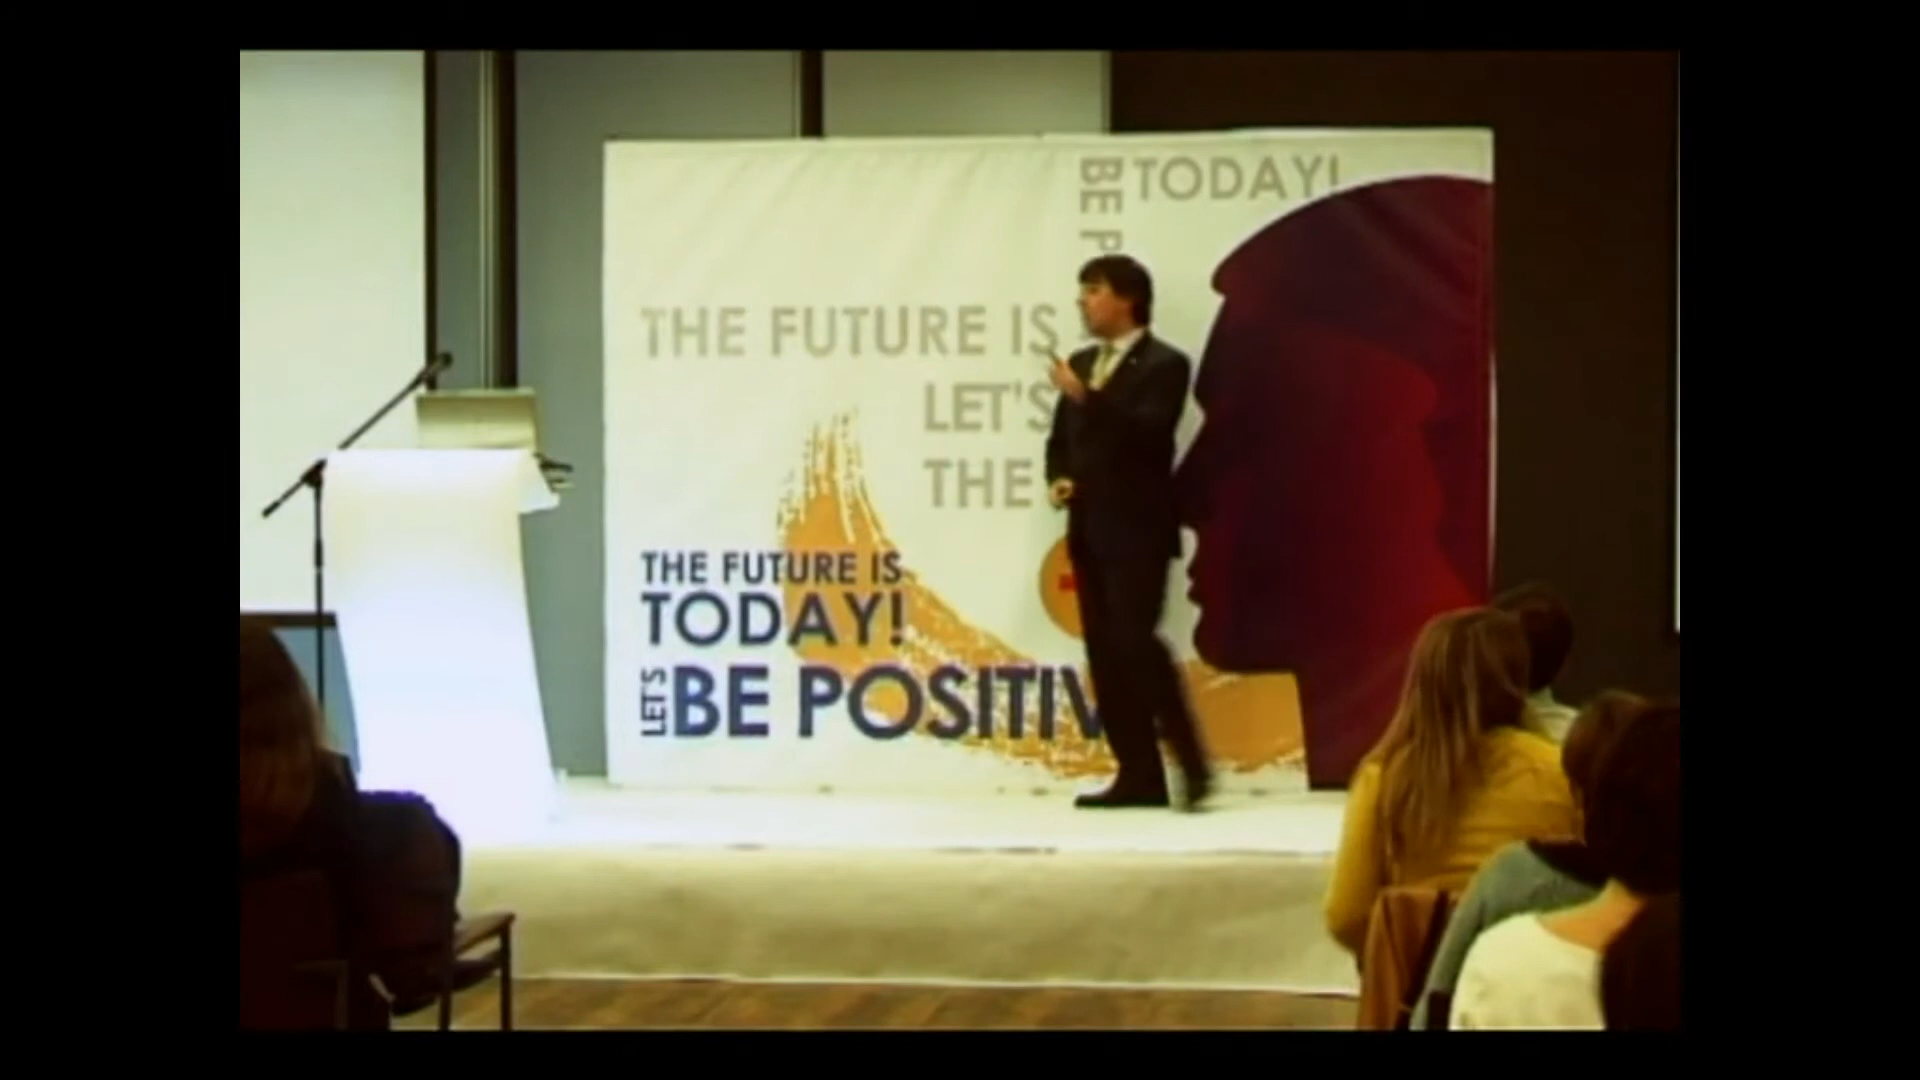 BE P
TODAY!
THE FUTURE IS
LET'S
THE
THE FUTURE IS
TODAY!
LET'S
BE POSITIV